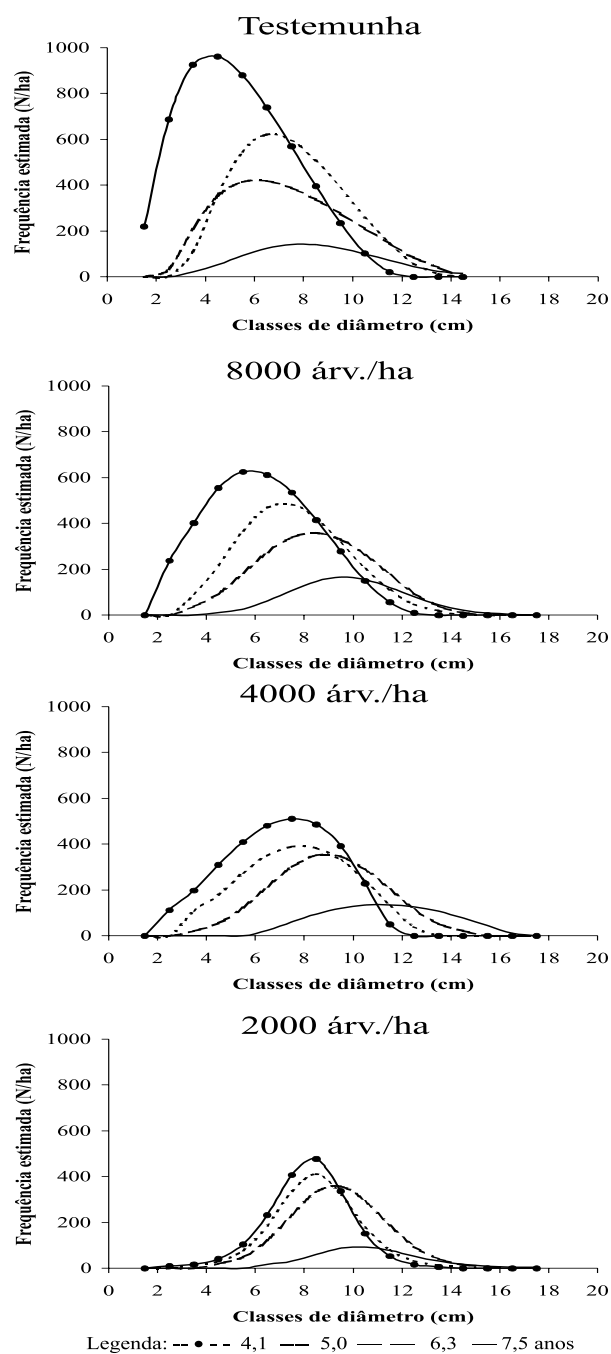 Testemunha
Frequência estimada (N/ha)
1000
800
600
400
200
0
0 2 4 6 8 10 12 14 16 18 20
Classes de diâmetro (cm)
8000 árv./ha
Frequência estimada (N/ha)
1000
800
600
400
200
0
0 2 4 6 8 10 12 14 16 18 20
Classes de diâmetro (cm)
4000 árv./ha
Frequência estimada (N/ha)
1000
800
600
400
200
0
0 2 4 6 8 10 12 14 16 18 20
Classes de diâmetro (cm)
2000 árv./ha
Frequência estimada (N/ha)
1000
800
600
400
200
0
0 2 4 6 8 10 12 14 16 18 20
Classes de diâmetro (cm)
Legenda: 4,1 5,0 6,3 7,5 anos